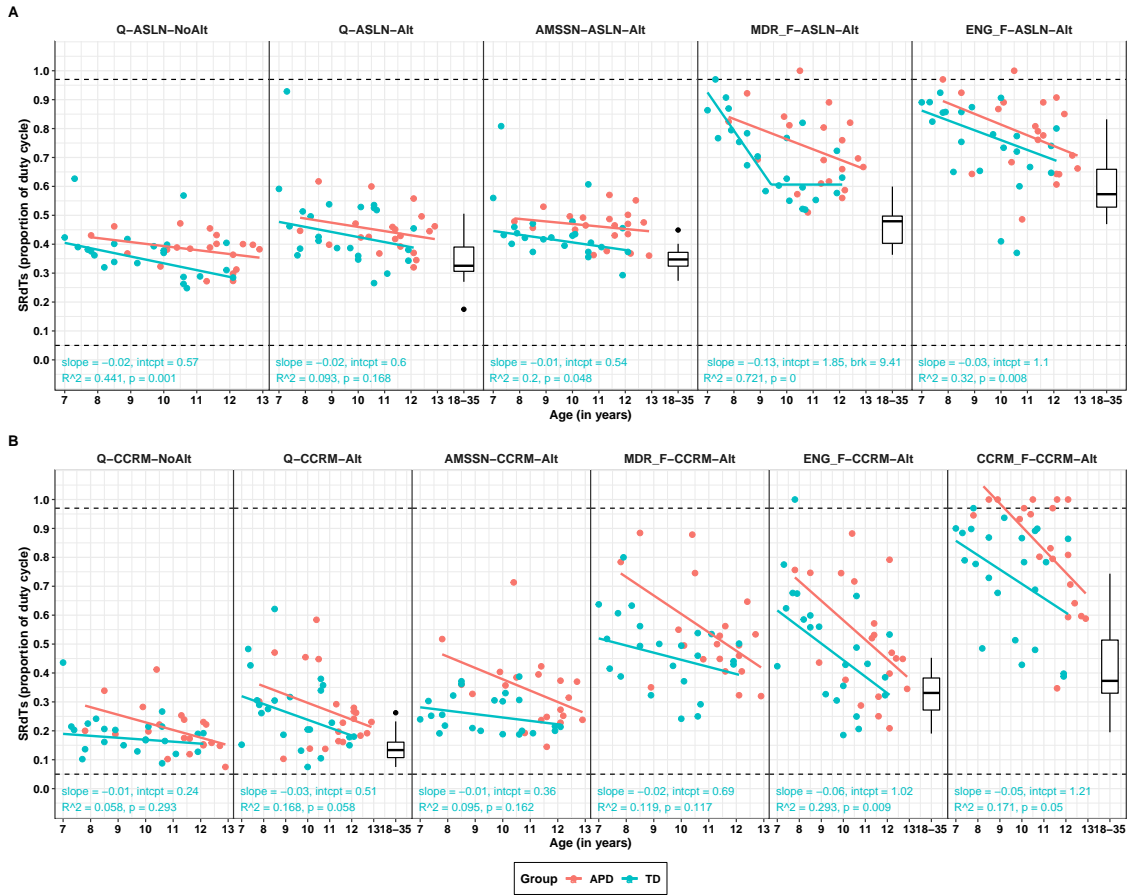 A
Q−ASLN−NoAlt Q−ASLN−Alt AMSSN−ASLN−Alt MDR_F−ASLN−Alt ENG_F−ASLN−Alt
SRdTs (proportion of duty cycle)
1.0
0.9
0.8
0.7
0.6
0.5
0.4
0.3
0.2
0.1
0.0
slope = −0.02, intcpt = 0.57 slope = −0.02, intcpt = 0.6 slope = −0.01, intcpt = 0.54 slope = −0.13, intcpt = 1.85, brk = 9.41 slope = −0.03, intcpt = 1.1
R^2 = 0.441, p = 0.001 R^2 = 0.093, p = 0.168 R^2 = 0.2, p = 0.048 R^2 = 0.721, p = 0 R^2 = 0.32, p = 0.008
7 8 9 10 11 12 13 7 8 9 10 11 12 13 18−35 7 8 9 10 11 12 13 18−35 7 8 9 10 11 12 13 18−35 7 8 9 10 11 12 13 18−35
Age (in years)
B
Q−CCRM−NoAlt Q−CCRM−Alt AMSSN−CCRM−Alt MDR_F−CCRM−Alt ENG_F−CCRM−Alt CCRM_F−CCRM−Alt
SRdTs (proportion of duty cycle)
1.0
0.9
0.8
0.7
0.6
0.5
0.4
0.3
0.2
0.1
0.0
slope = −0.01, intcpt = 0.24 slope = −0.03, intcpt = 0.51 slope = −0.01, intcpt = 0.36 slope = −0.02, intcpt = 0.69 slope = −0.06, intcpt = 1.02 slope = −0.05, intcpt = 1.21
R^2 = 0.058, p = 0.293 R^2 = 0.168, p = 0.058 R^2 = 0.095, p = 0.162 R^2 = 0.119, p = 0.117 R^2 = 0.293, p = 0.009 R^2 = 0.171, p = 0.05
7 8 9 10 11 12 13 7 8 9 10 11 12 13 18−35 7 8 9 10 11 12 13 7 8 9 10 11 12 13 7 8 9 10 11 12 13 18−35 7 8 9 10 11 12 13 18−35
Age (in years)
Group APD TD